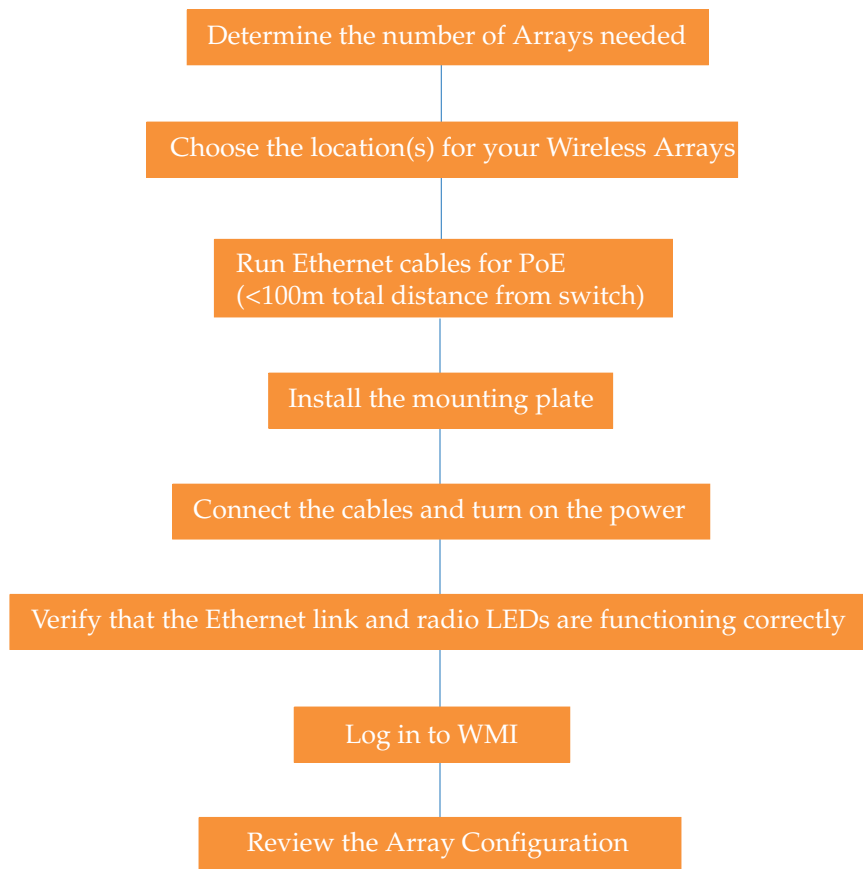 Determine the number of Arrays needed
Choose the location(s) for your Wireless Arrays
Run Ethernet cables for PoE
(<100m total distance from switch)
Install the mounting plate
Connect the cables and turn on the power
Verify that the Ethernet link and radio LEDs are functioning correctly
Log in to WMI
Review the Array Configuration